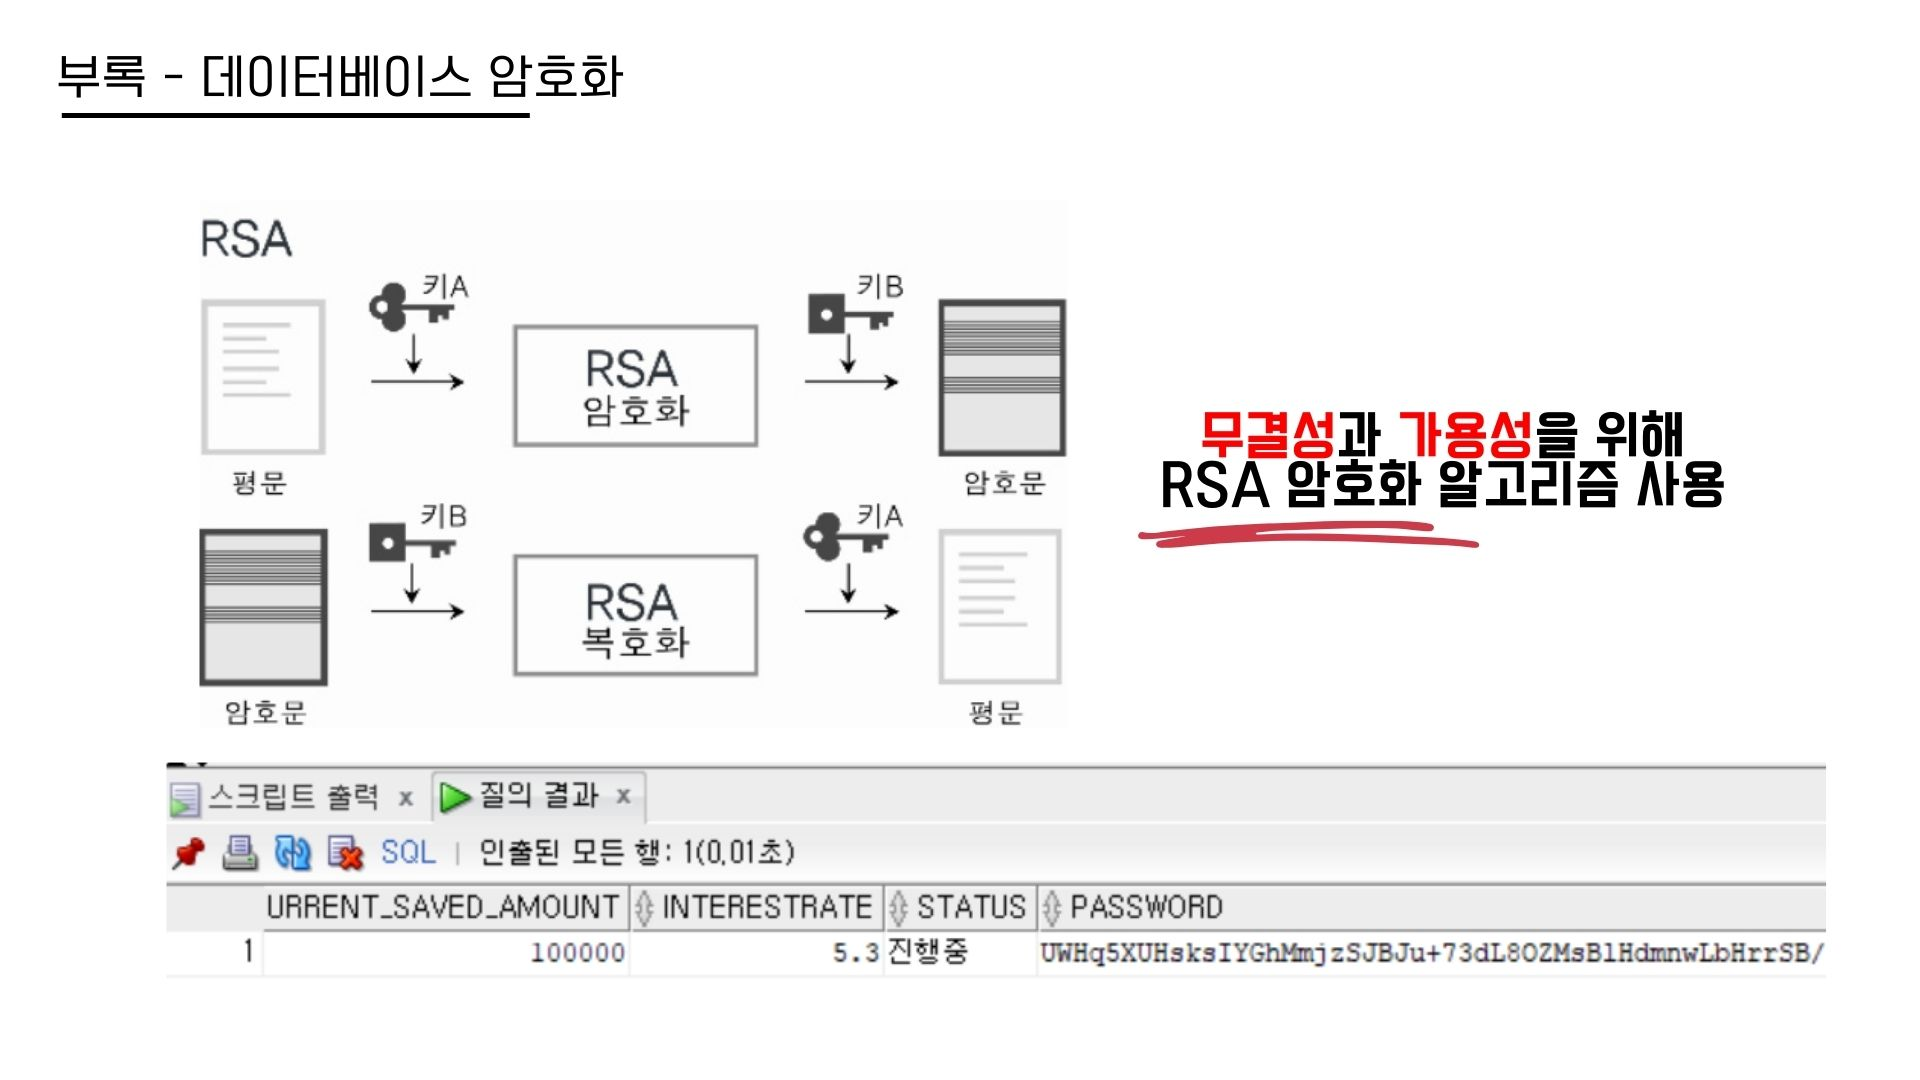 부록 - 데이터베이스 암호화
RSA
키A
키B
RSA
암호화
평문
암호문
키B
키A
RSA
복호화
암호문
평문
무결성과 가용성을 위해
RSA 암호화 알고리즘 사용
스크립트 출력 x 질의 결과 x
SQL | 인출된 모든 행: 1(0,01초)
URRENT_SAVED_AMOUNT INTERESTRATE STATUS PASSWORD
1 100000 5.3 진행중 UWHq5XUHsksIYGhMmjzSJBJu+73dL8OZMsBlHdmnwLbHrrSB/